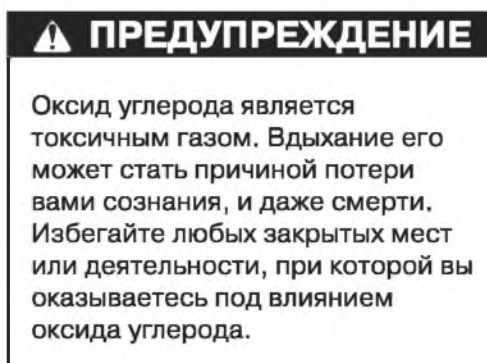 ПРЕДУПРЕЖДЕНИЕ
Оксид углерода является
токсичным газом. Вдыхание его
может стать причиной потери
вами сознания, и даже смерти.
Избегайте любых закрытых мест
или деятельности, при которой вы
оказываетесь под влиянием
оксида углерода.